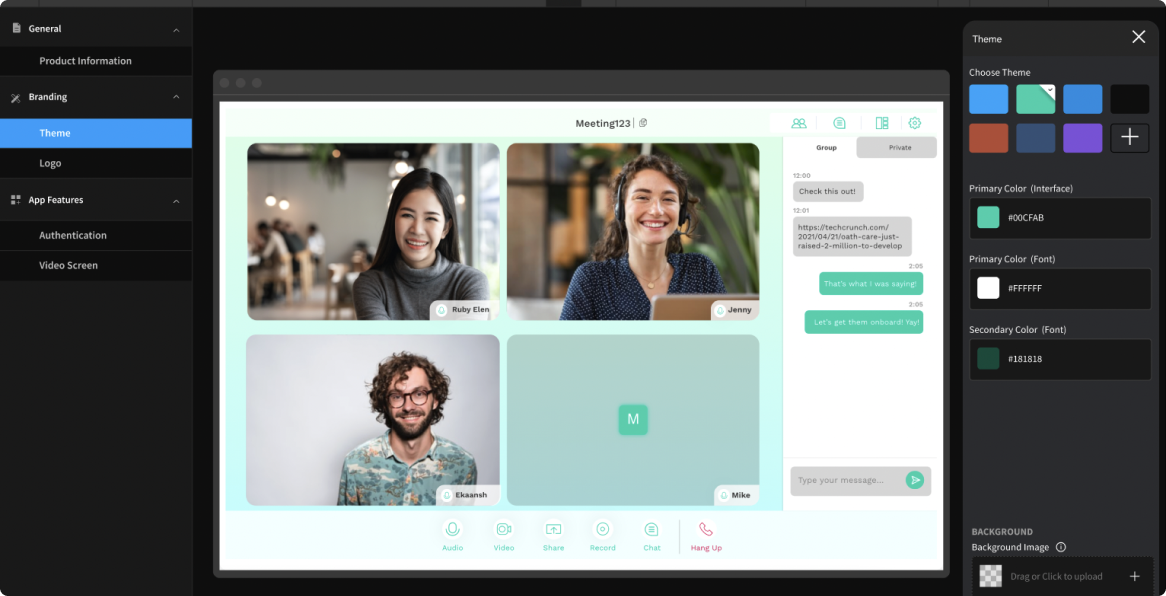 General
Product Information
Branding
Theme
Logo
App Features
Authentication
Video Screen
Meeting123
Ruby Elen
Jenny
Ekaansh
M
Mike
Audio
Video
Share
Record
Chat
Hang Up
Group
Private
12:00
Check this out!
12:01
https://techcrunch.com/
2021/04/21/oath-care-just-
raised-2-million-to-develop
2:05
That's what I was saying!
2:05
Let's get them onboard! Yay!
Type your message...
Theme
Choose Theme
Primary Color (Interface)
#00CFAB
Primary Color (Font)
#FFFFFF
Secondary Color (Font)
#181818
BACKGROUND
Background Image
Drag or Click to upload